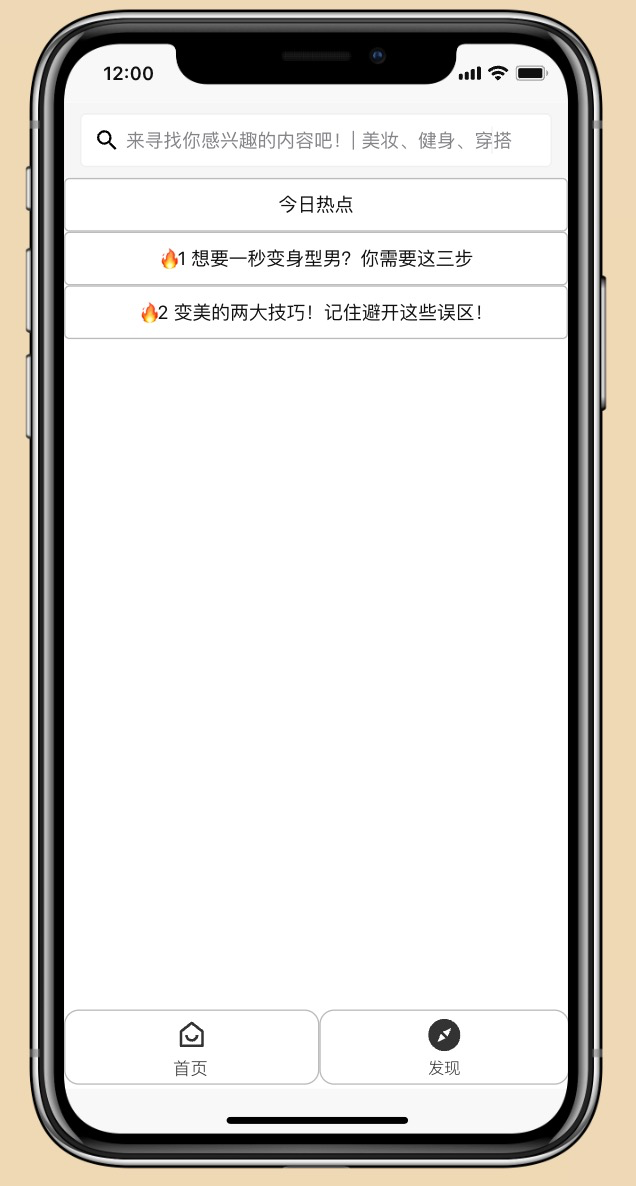 12:00
来寻找你感兴趣的内容吧！| 美妆、健身、穿搭
今日热点
🔥1 想要一秒变身型男？你需要这三步
🔥2 变美的两大技巧！记住避开这些误区！
首页
发现